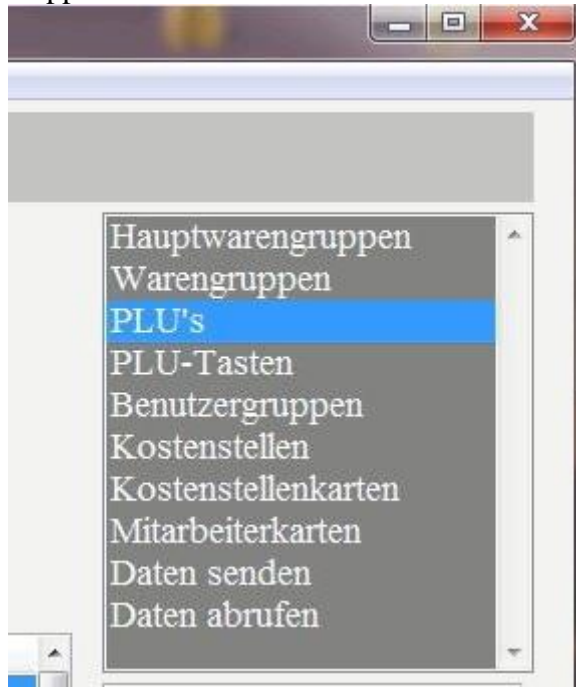 Hauptwarengruppen
Warengruppen
PLU's
PLU-Tasten
Benutzergruppen
Kostenstellen
Kostenstellenkarten
Mitarbeiterkarten
Daten senden
Daten abrufen